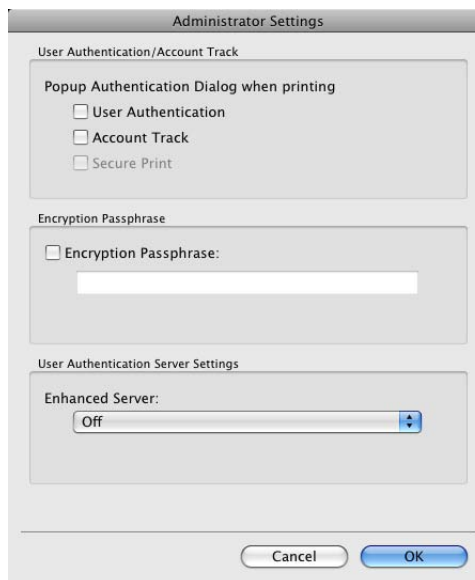 Administrator Settings
User Authentication/Account Track
Popup Authentication Dialog when printing
User Authentication
Account Track
Secure Print
Encryption Passphrase
Encryption Passphrase:
User Authentication Server Settings
Enhanced Server:
Off
Cancel
OK